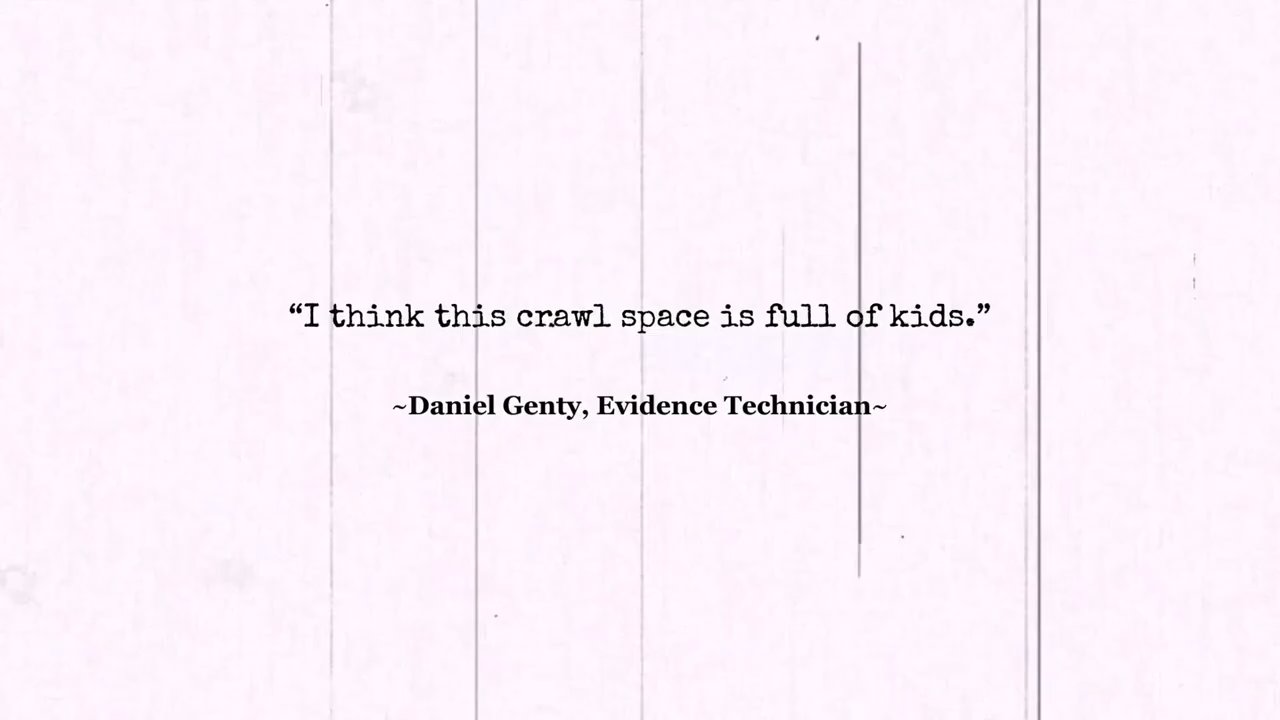 “I think this crawl space is full of kids.”
~Daniel Genty, Evidence Technician~